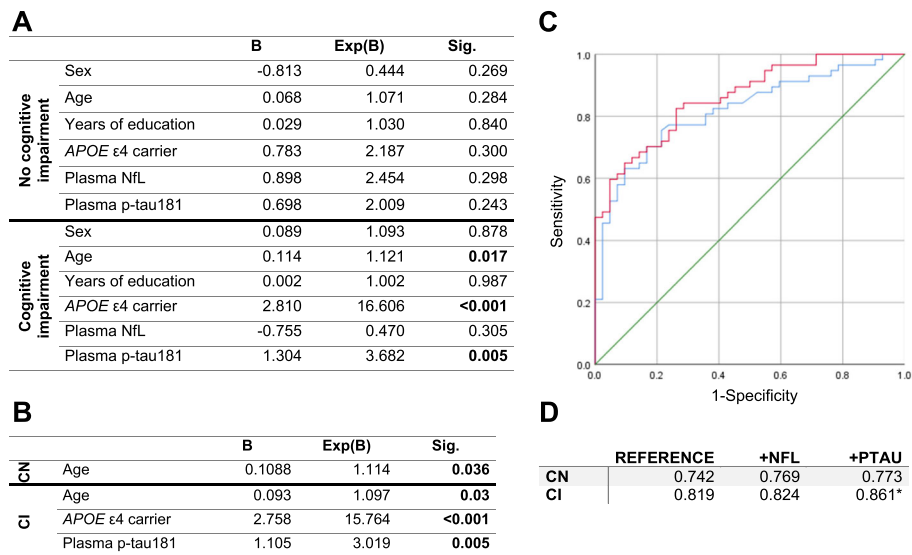 A
B Exp(B) Sig.
No cognitive impairment
Sex -0.813 0.444 0.269
Age 0.068 1.071 0.284
Years of education 0.029 1.030 0.840
APOE ε4 carrier 0.783 2.187 0.300
Plasma NfL 0.898 2.454 0.298
Plasma p-tau181 0.698 2.009 0.243
Cognitive impairment
Sex 0.089 1.093 0.878
Age 0.114 1.121 0.017
Years of education 0.002 1.002 0.987
APOE ε4 carrier 2.810 16.606 <0.001
Plasma NfL -0.755 0.470 0.305
Plasma p-tau181 1.304 3.682 0.005
B
B Exp(B) Sig.
CN
Age 0.1088 1.114 0.036
CI
Age 0.093 1.097 0.03
APOE ε4 carrier 2.758 15.764 <0.001
Plasma p-tau181 1.105 3.019 0.005
C
Sensitivity
1.0
0.8
0.6
0.4
0.2
0.0
0.0 0.2 0.4 0.6 0.8 1.0
1-Specificity
D
REFERENCE +NFL +PTAU
CN 0.742 0.769 0.773
CI 0.819 0.824 0.861*